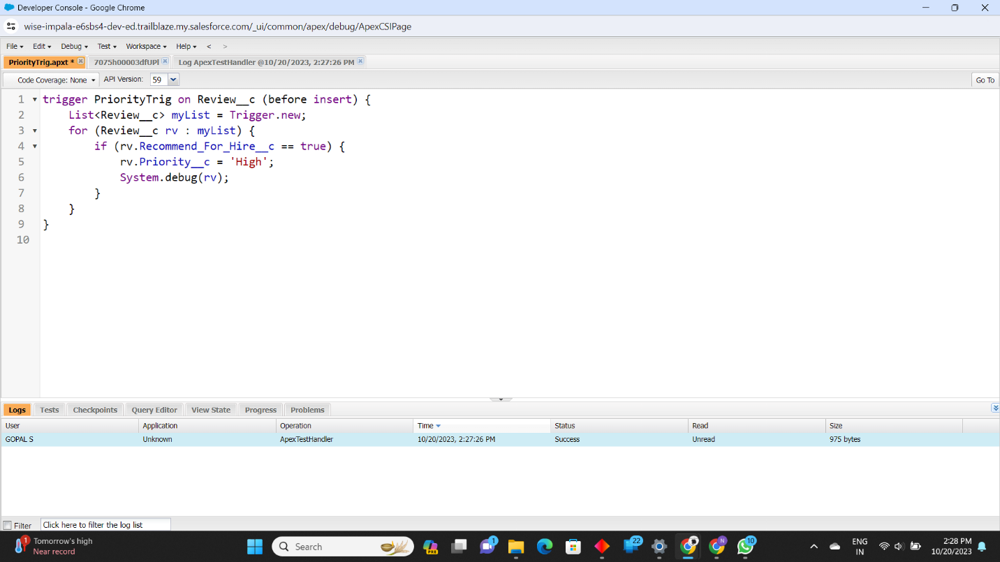 Developer Console - Google Chrome
wise-impala-e6sbs4-dev-ed.trailblaze.my.salesforce.com/_ui/common/apex/debug/ApexCSIPage
File Edit Debug Test Workspace Help < >
PriorityTrig.apxt * 7075h00003dfUPl Log ApexTestHandler @10/20/2023, 2:27:26 PM
Code Coverage: None API Version: 59 Go To
1 trigger PriorityTrig on Review__c (before insert) {
2 List<Review__c> myList = Trigger.new;
3 for (Review__c rv : myList) {
4 if (rv.Recommend_For_Hire__c == true) {
5 rv.Priority__c = 'High';
6 System.debug(rv);
7 }
8 }
9 }
10
Logs Tests Checkpoints Query Editor View State Progress Problems
User Application Operation Time Status Read Size
GOPAL S Unknown ApexTestHandler 10/20/2023, 2:27:26 PM Success Unread 975 bytes
Filter Click here to filter the log list
1 Tomorrow's high
Near record
Search
PRE
1
22
N
10
ENG
IN
2:28 PM
10/20/2023